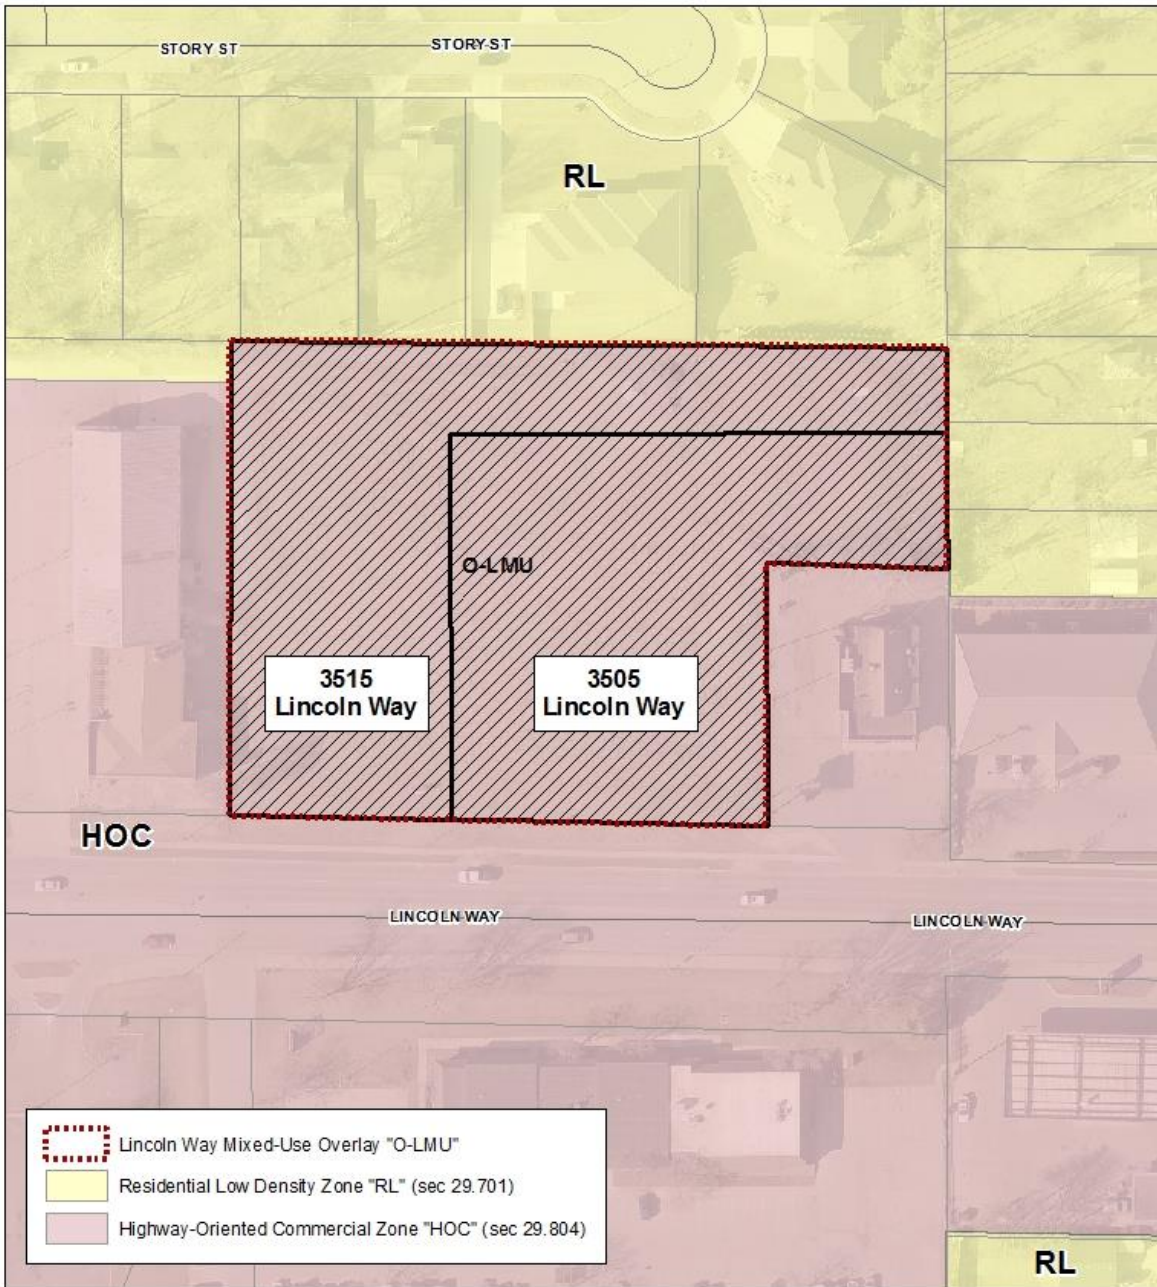 STORY ST
STORY ST
RL
O-LMU
3515
Lincoln Way
3505
Lincoln Way
HOC
LINCOLN WAY
LINCOLN WAY
Lincoln Way Mixed-Use Overlay "O-LMU"
Residential Low Density Zone "RL" (sec 29.701)
Highway-Oriented Commercial Zone "HOC" (sec 29.804)
RL